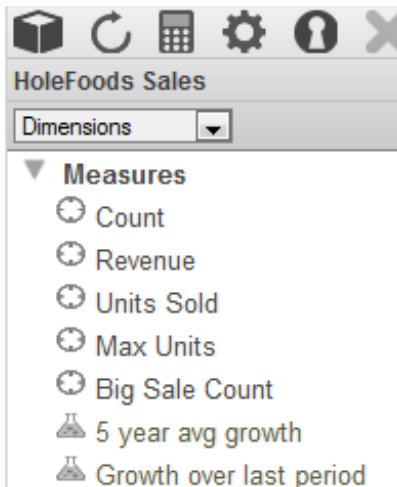 HoleFoods Sales
Dimensions
Measures
Count
Revenue
Units Sold
Max Units
Big Sale Count
5 year avg growth
Growth over last period